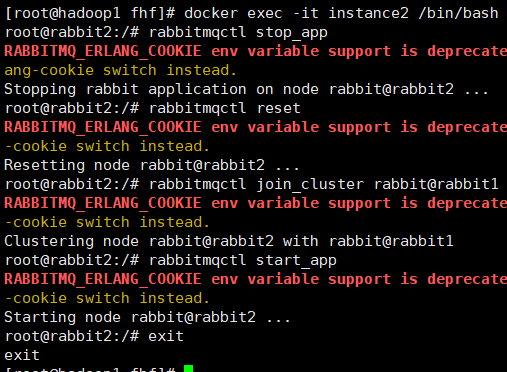 [root@hadoop1 fhf]# docker exec -it instance2 /bin/bash
root@rabbit2:/# rabbitmqctl stop_app
RABBITMQ_ERLANG_COOKIE env variable support is deprecate
ang-cookie switch instead.
Stopping rabbit application on node rabbit@rabbit2 ...
root@rabbit2:/# rabbitmqctl reset
RABBITMQ_ERLANG_COOKIE env variable support is deprecate
-cookie switch instead.
Resetting node rabbit@rabbit2 ...
root@rabbit2:/# rabbitmqctl join_cluster rabbit@rabbit1
RABBITMQ_ERLANG_COOKIE env variable support is deprecate
-cookie switch instead.
Clustering node rabbit@rabbit2 with rabbit@rabbit1
root@rabbit2:/# rabbitmqctl start_app
RABBITMQ_ERLANG_COOKIE env variable support is deprecate
-cookie switch instead.
Starting node rabbit@rabbit2 ...
root@rabbit2:/# exit
exit
[root@hadoop1 fhf]#